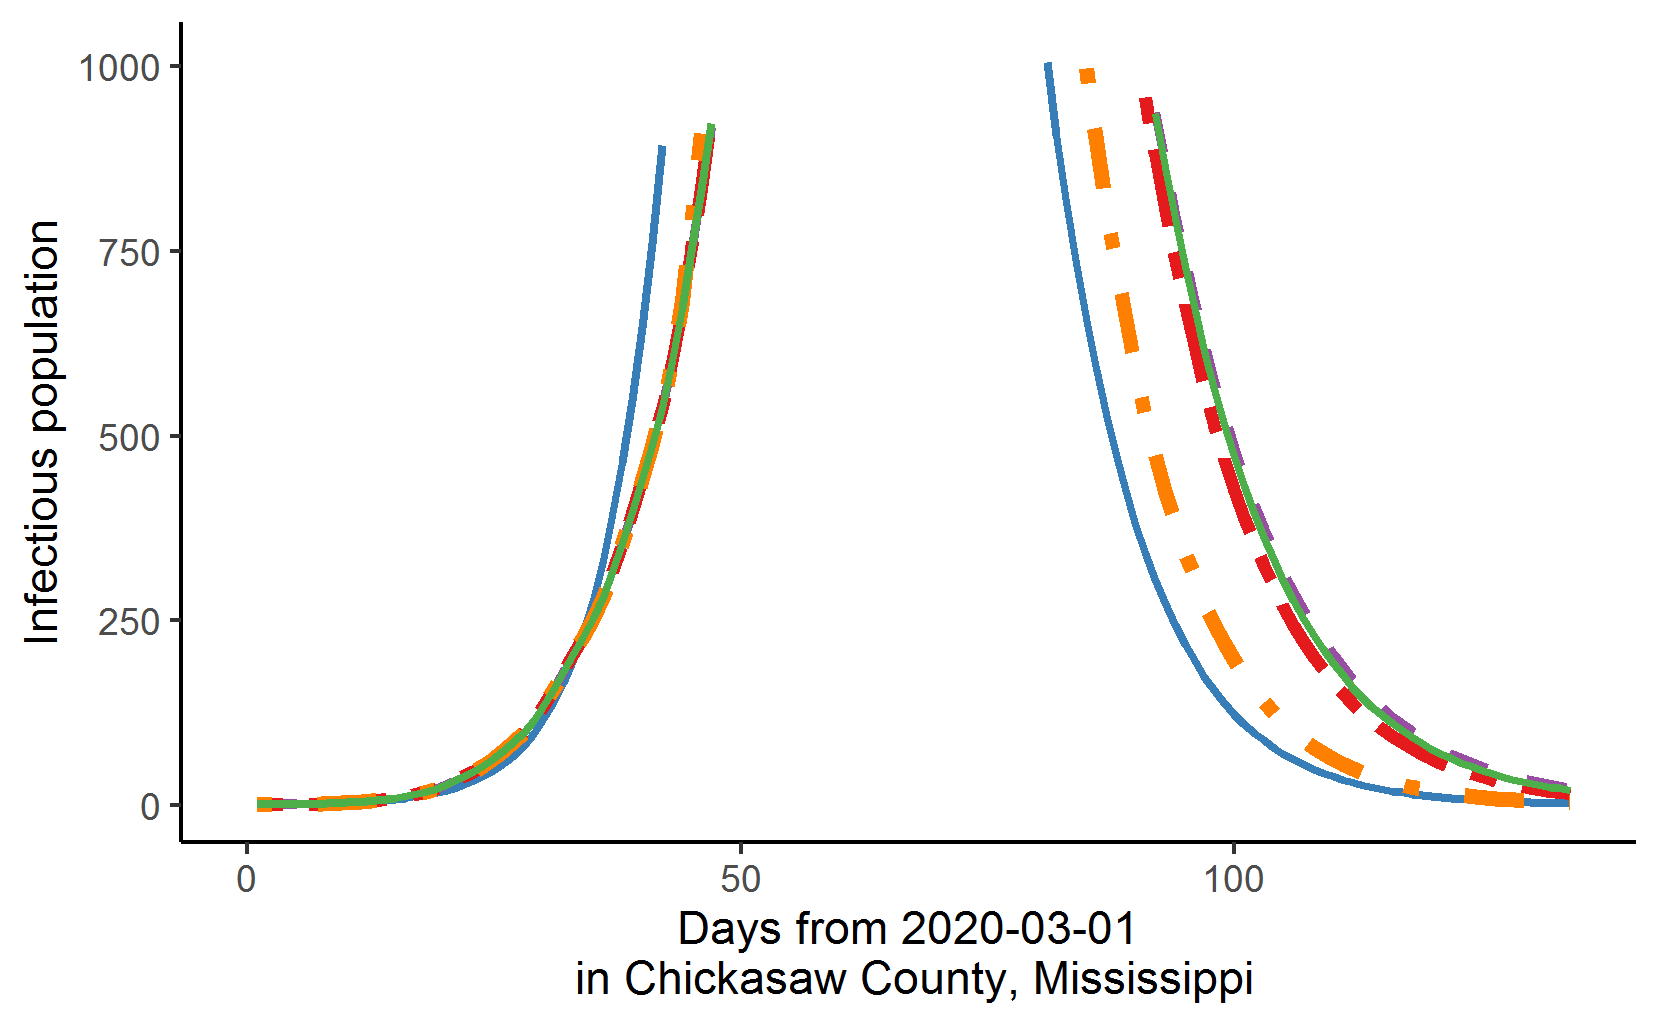 Infectious population
1000
750
500
250
0
0 50 100
Days from 2020-03-01
in Chickasaw County, Mississippi